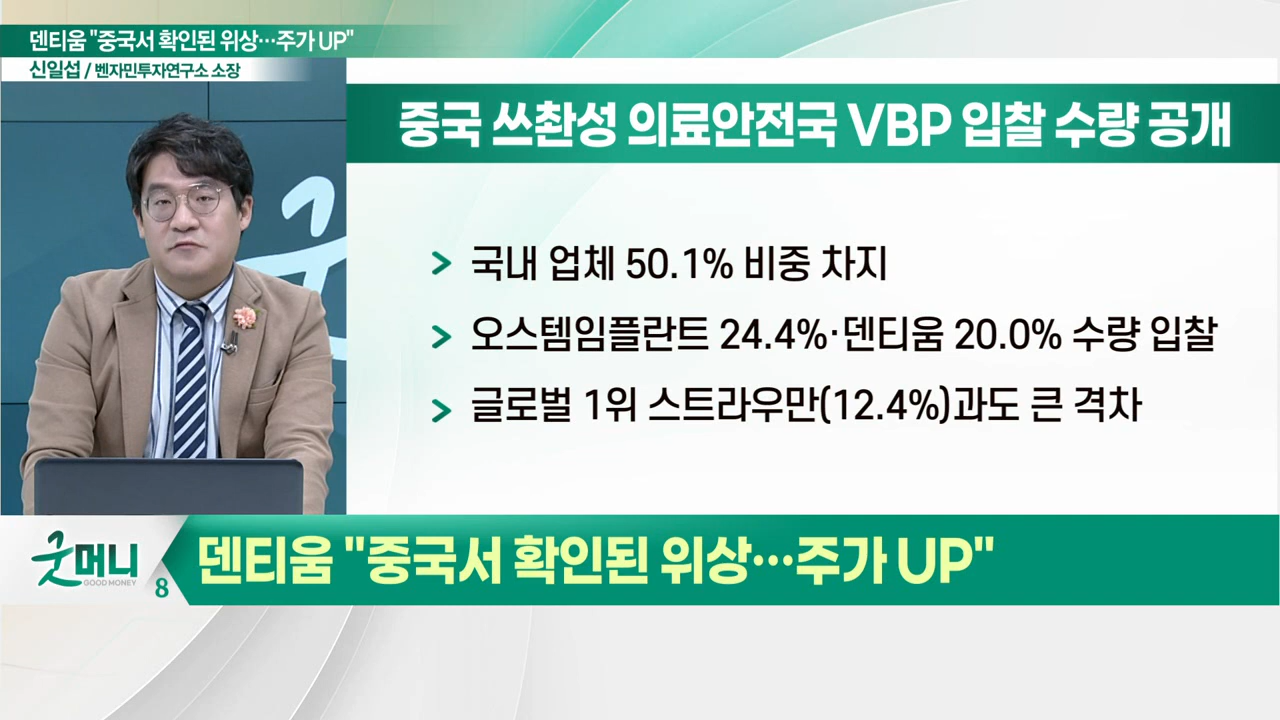 덴티움 "중국서 확인된 위상…주가 UP"
신일섭 / 벤자민투자연구소 소장
중국 쓰촨성 의료안전국 VBP 입찰 수량 공개
> 국내 업체 50.1% 비중 차지
> 오스템임플란트 24.4%·덴티움 20.0% 수량 입찰
> 글로벌 1위 스트라우만(12.4%)과도 큰 격차
굿머니
GOOD MONEY
8
덴티움 "중국서 확인된 위상…주가 UP"